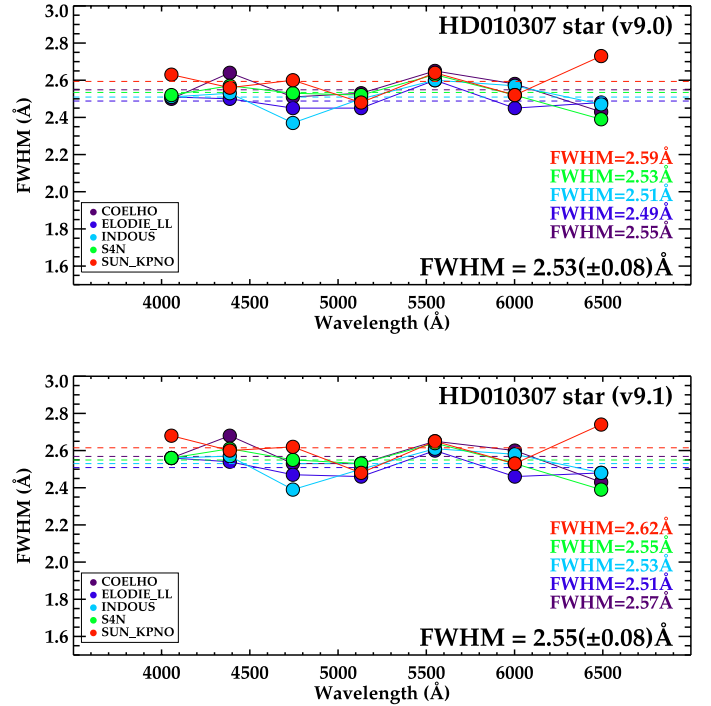 HD010307 star (v9.0)
3.0
2.8
2.6
2.4
2.2
2.0
1.8
1.6
FWHM (Å)
FWHM=2.59Å
FWHM=2.53Å
FWHM=2.51Å
FWHM=2.49Å
FWHM=2.55Å
COELHO
ELODIE_LL
INDOUS
S4N
SUN_KPNO
FWHM = 2.53(±0.08)Å
4000 4500 5000 5500 6000 6500
Wavelength (Å)
HD010307 star (v9.1)
3.0
2.8
2.6
2.4
2.2
2.0
1.8
1.6
FWHM (Å)
FWHM=2.62Å
FWHM=2.55Å
FWHM=2.53Å
FWHM=2.51Å
FWHM=2.57Å
COELHO
ELODIE_LL
INDOUS
S4N
SUN_KPNO
FWHM = 2.55(±0.08)Å
4000 4500 5000 5500 6000 6500
Wavelength (Å)